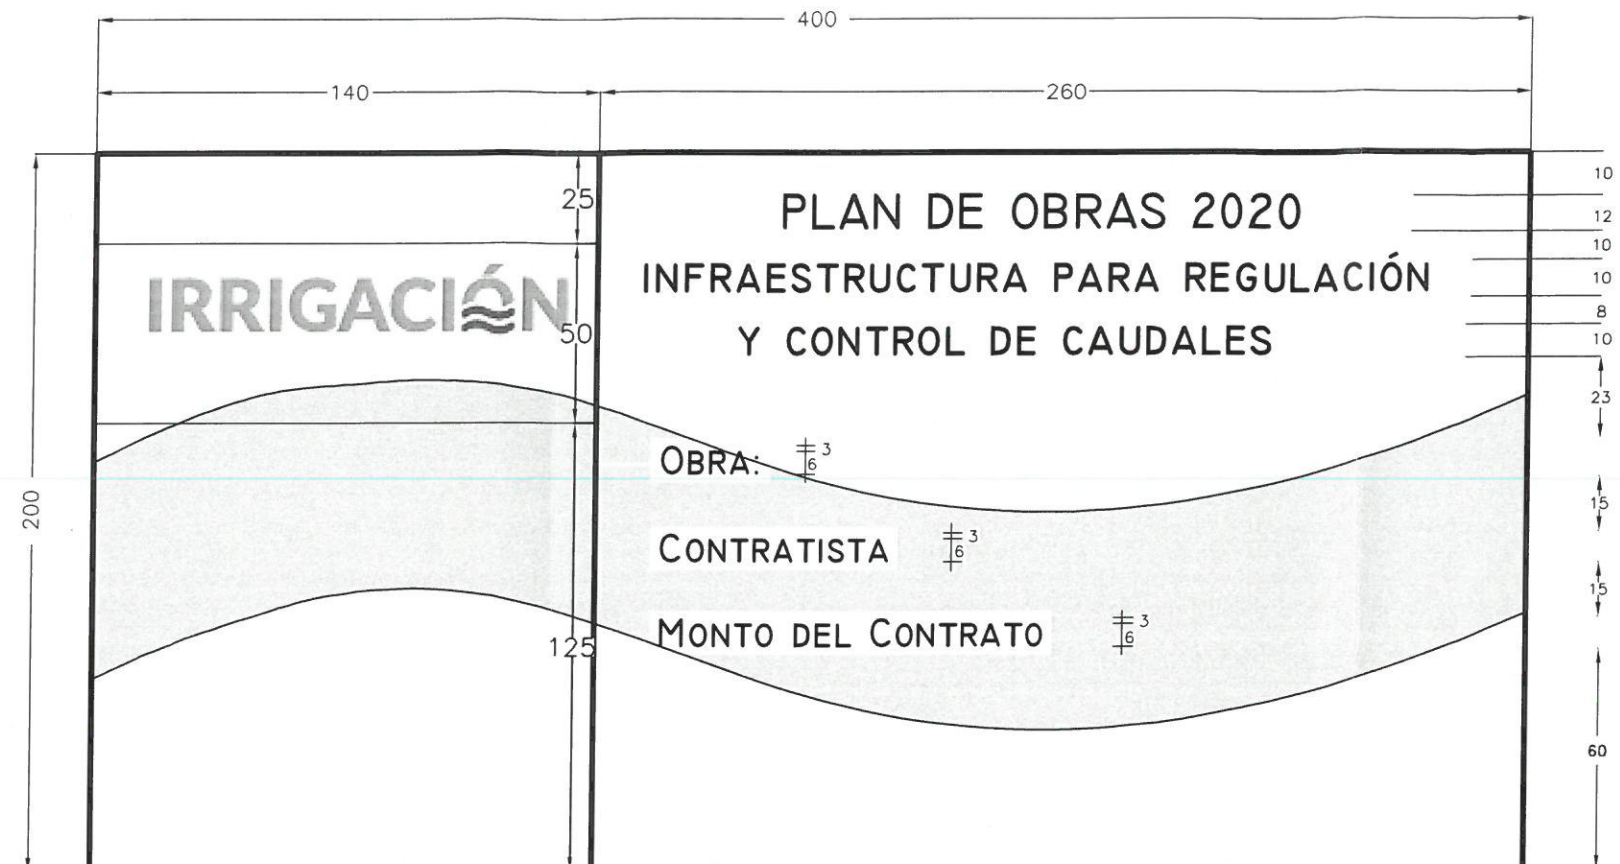 400
140 260
25
10
PLAN DE OBRAS 2020
12
10
INFRAESTRUCTURA PARA REGULACIÓN
10
IRRIGACIÓN
50
8
Y CONTROL DE CAUDALES
10
23
OBRA: 3
6
200
15
CONTRATISTA 3
6
15
MONTO DEL CONTRATO 3
6
125
60